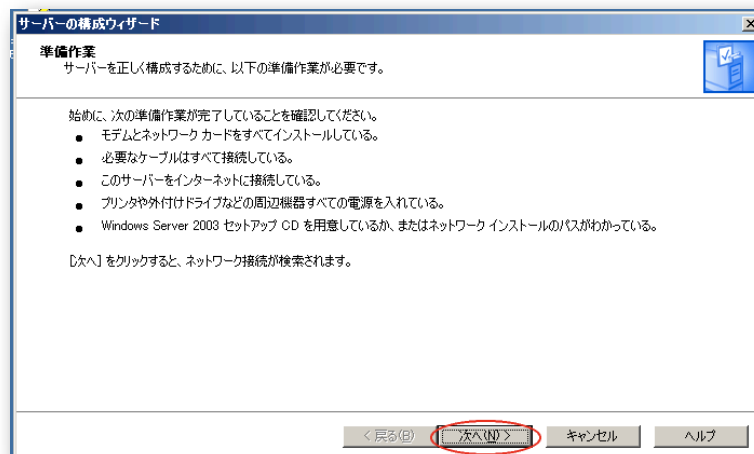 サーバーの構成ウィザード
準備作業
サーバーを正しく構成するために、以下の準備作業が必要です。
始めに、次の準備作業が完了していることを確認してください。
● モデムとネットワーク カードをすべてインストールしている。
● 必要なケーブルはすべて接続している。
● このサーバーをインターネットに接続している。
● プリンタや外付けドライブなどの周辺機器すべての電源を入れている。
● Windows Server 2003 セットアップ CD を用意しているか、またはネットワーク インストールのパスがわかっている。
[次へ] をクリックすると、ネットワーク接続が検索されます。
< 戻る(B) 次へ(N) > キャンセル ヘルプ